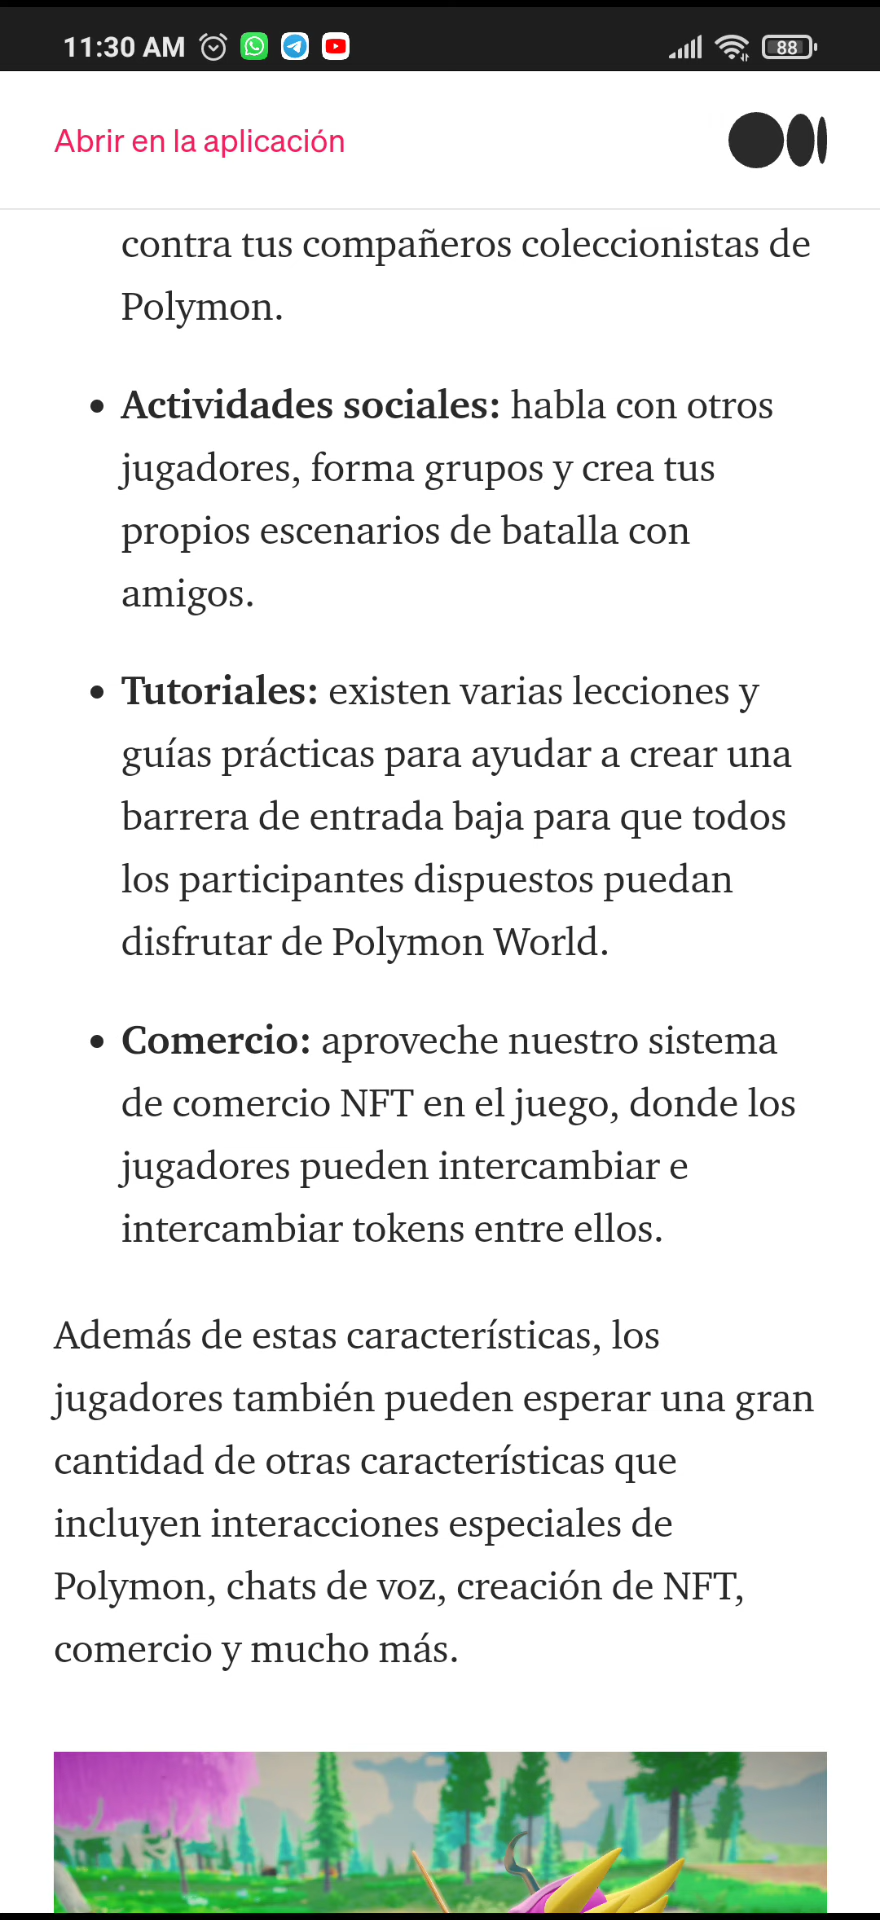 11:30 AM
88
Abrir en la aplicación
contra tus compañeros coleccionistas de
Polymon.
• Actividades sociales: habla con otros
jugadores, forma grupos y crea tus
propios escenarios de batalla con
amigos.
• Tutoriales: existen varias lecciones y
guías prácticas para ayudar a crear una
barrera de entrada baja para que todos
los participantes dispuestos puedan
disfrutar de Polymon World.
• Comercio: aproveche nuestro sistema
de comercio NFT en el juego, donde los
jugadores pueden intercambiar e
intercambiar tokens entre ellos.
Además de estas características, los
jugadores también pueden esperar una gran
cantidad de otras características que
incluyen interacciones especiales de
Polymon, chats de voz, creación de NFT,
comercio y mucho más.